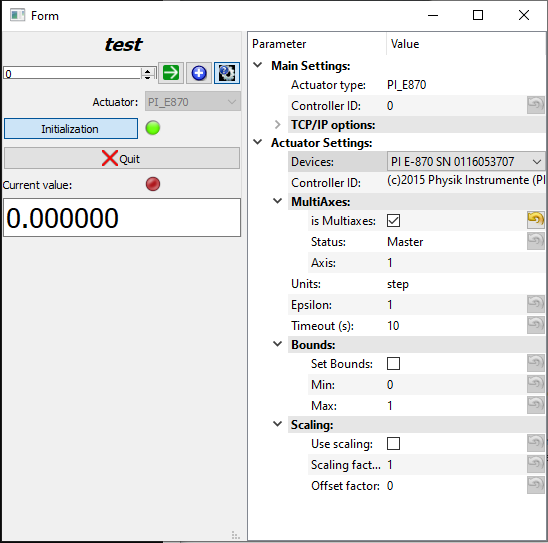 Form
test
0
Actuator: PI_E870
Initialization
Quit
Current value:
0.000000
Parameter Value
Main Settings:
Actuator type: PI_E870
Controller ID: 0
TCP/IP options:
Actuator Settings:
Devices: PI E-870 SN 0116053707
Controller ID: (c)2015 Physik Instrumente (PI
MultiAxes:
is Multiaxes:
Status: Master
Axis: 1
Units: step
Epsilon: 1
Timeout (s): 10
Bounds:
Set Bounds:
Min: 0
Max: 1
Scaling:
Use scaling:
Scaling fact... 1
Offset factor: 0